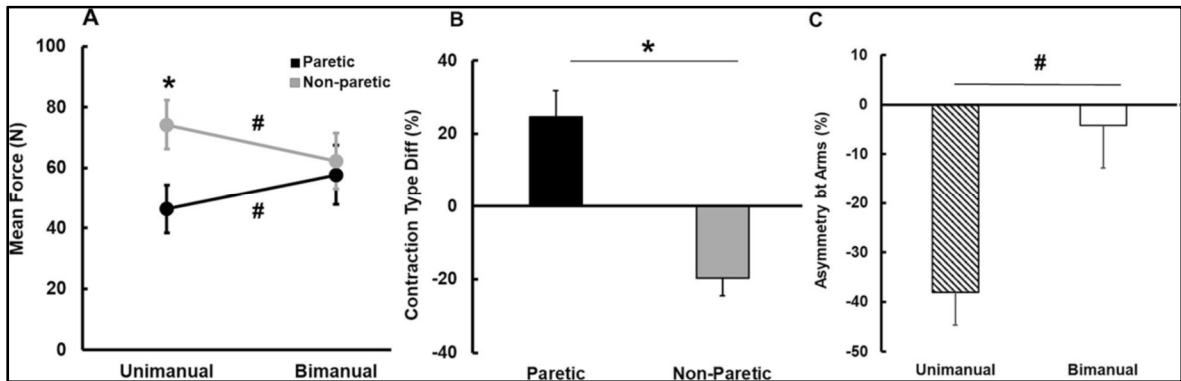 A
Mean Force (N)
100
80
60
40
20
0
*
#
#
Paretic
Non-paretic
Unimanual
Bimanual
B
Contraction Type Diff (%)
40
20
0
-20
-40
*
Paretic
Non-Paretic
C
Asymmetry bt Arms (%)
10
0
-10
-20
-30
-40
-50
#
Unimanual
Bimanual